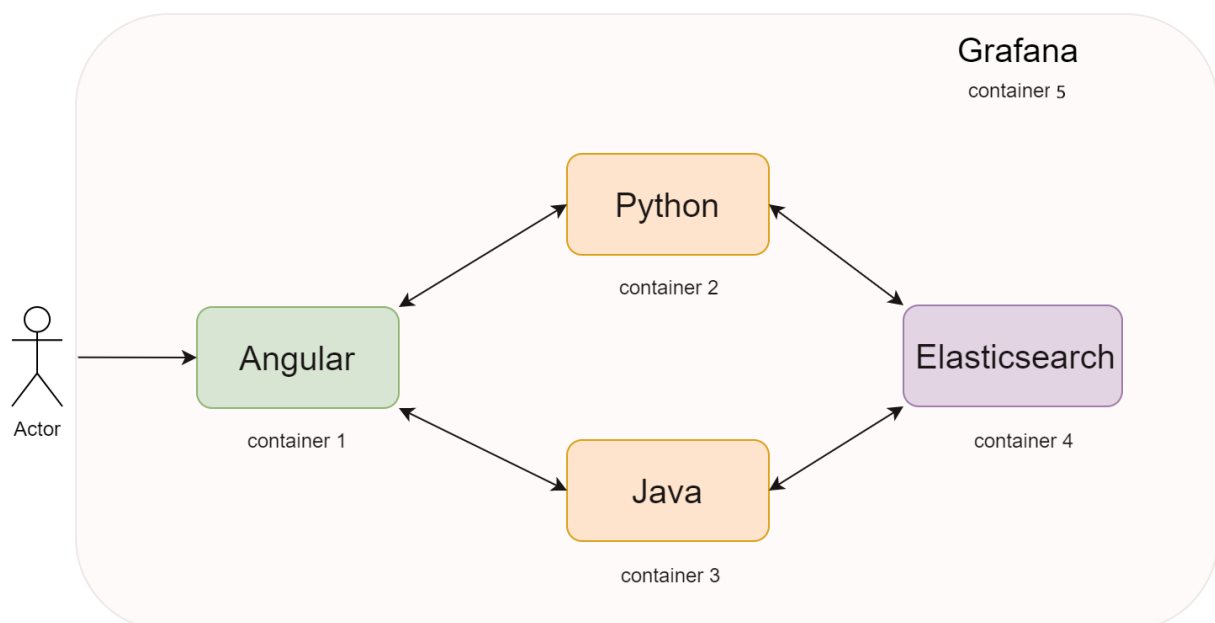 Grafana
container 5
Python
container 2
Angular
container 1
Elasticsearch
container 4
Actor
Java
container 3